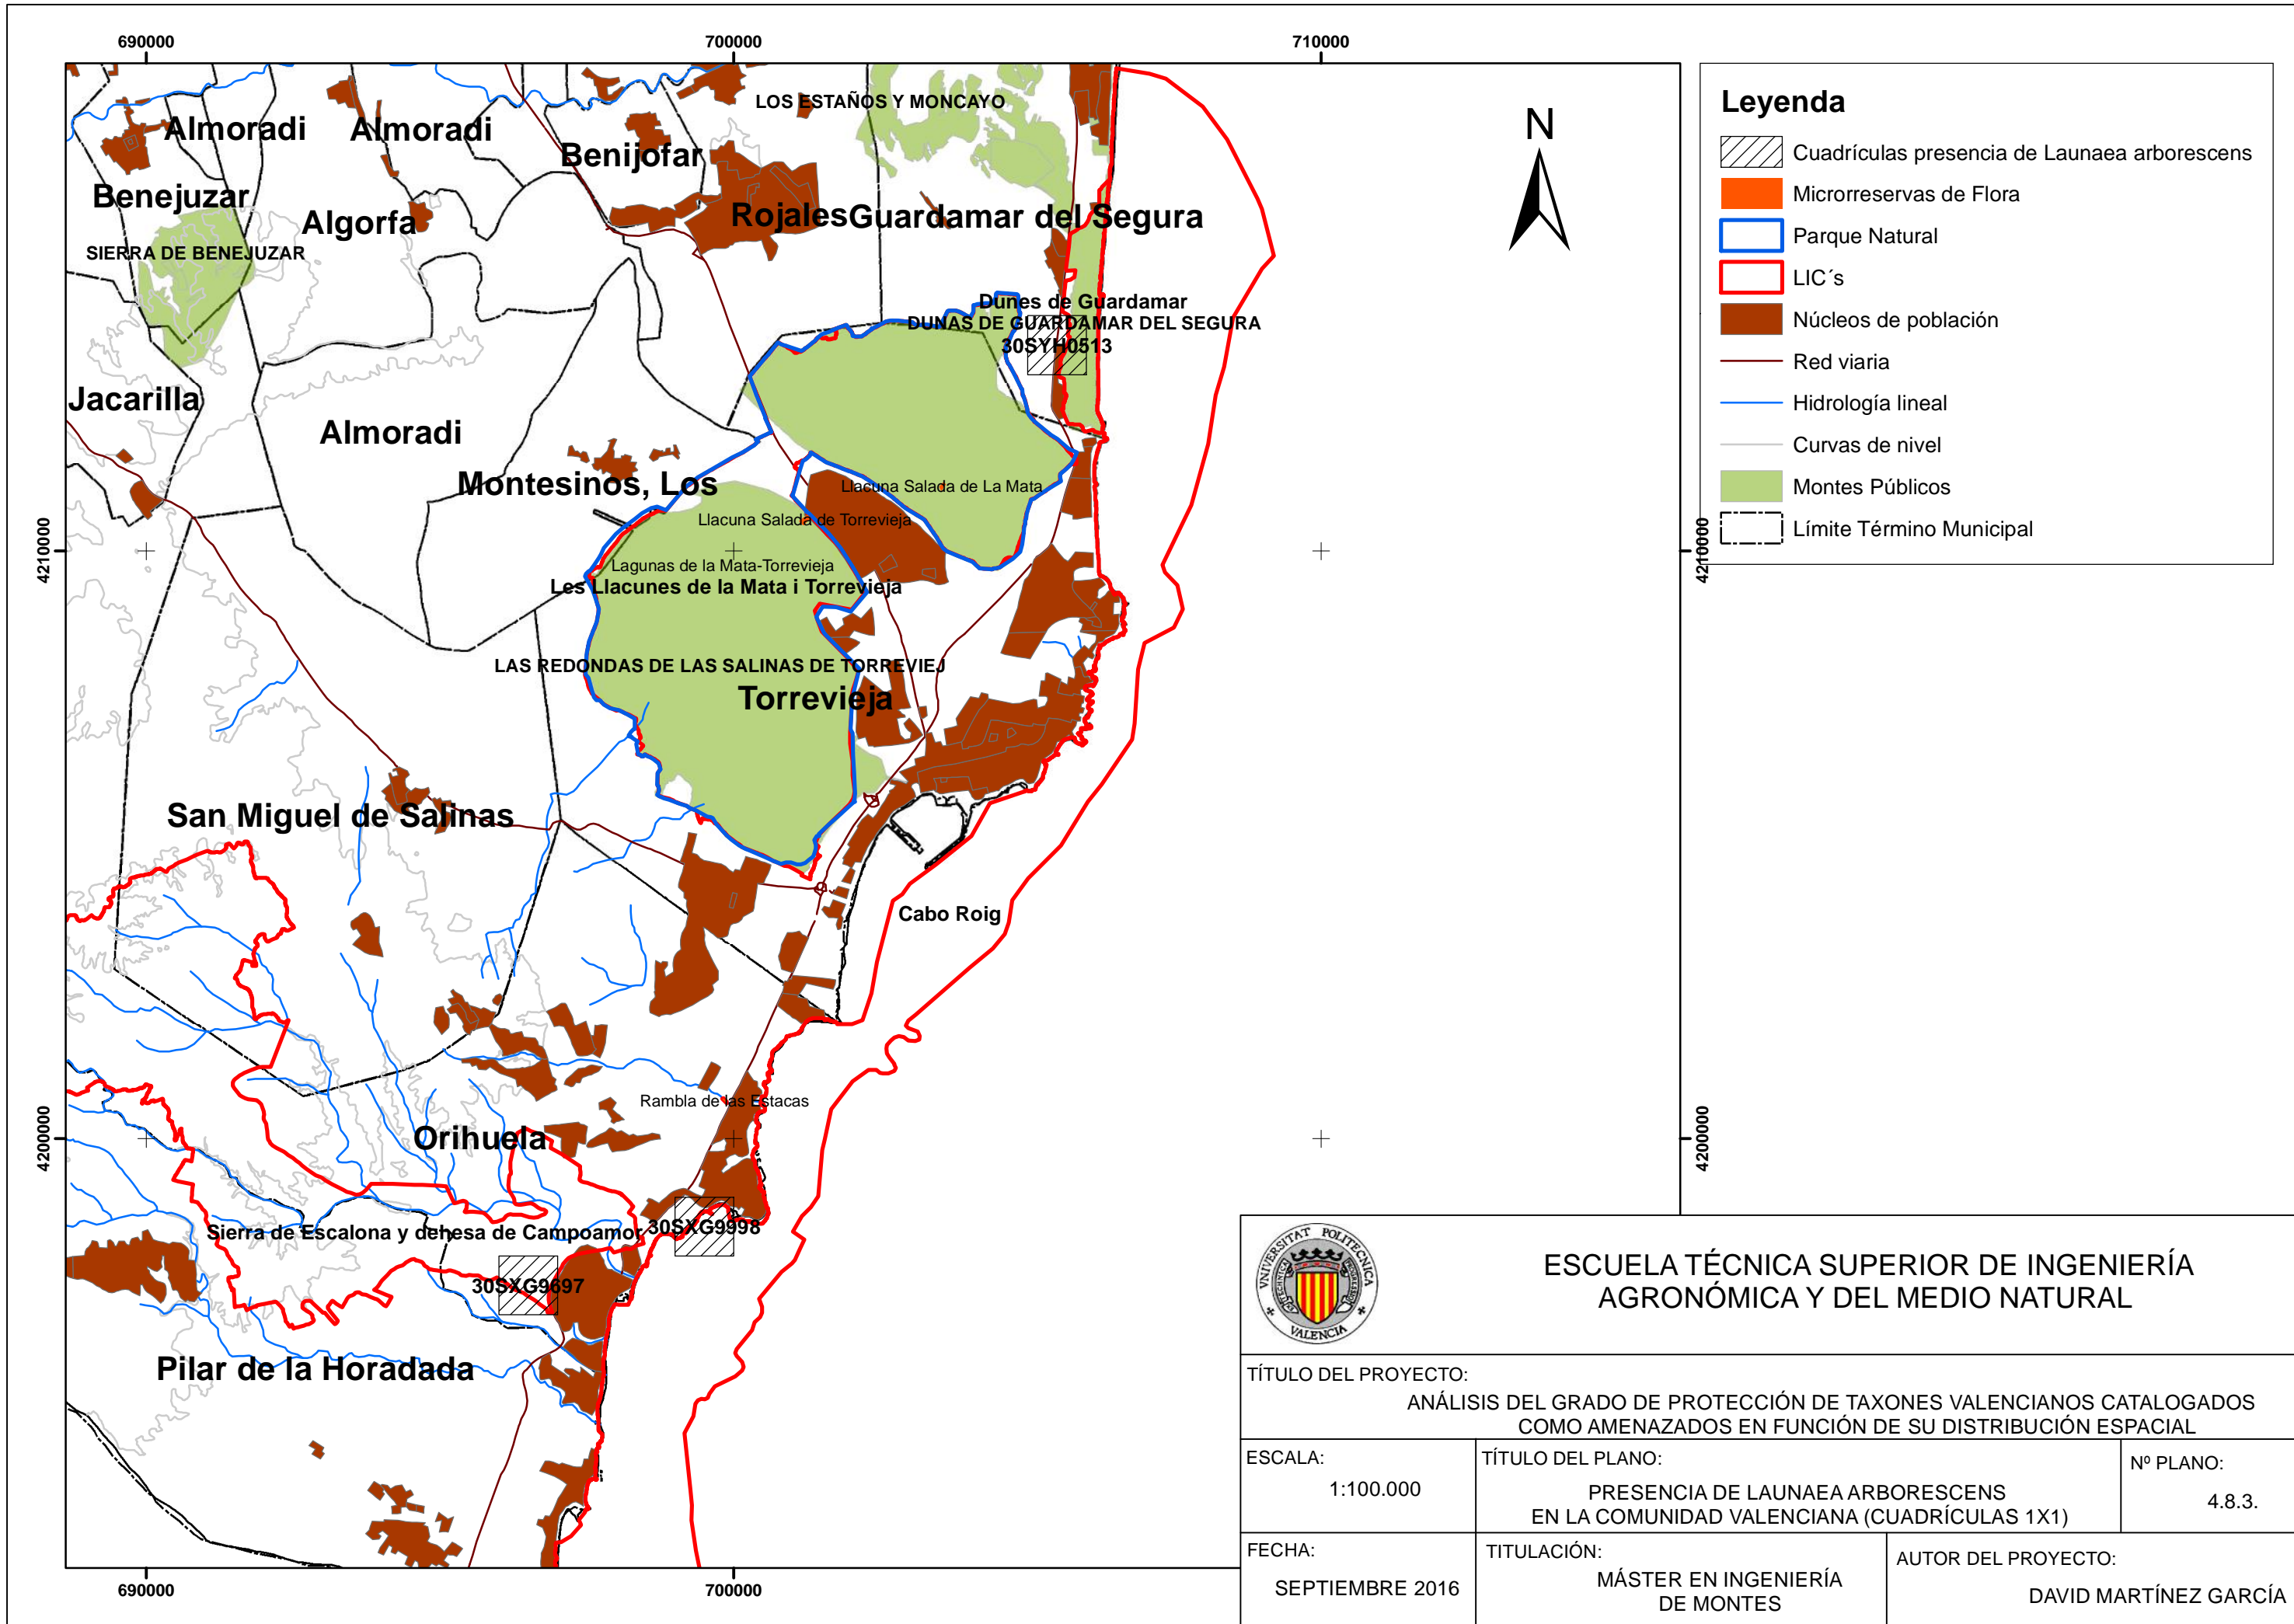 690000
700000
710000
LOS ESTAÑOS Y MONCAYO
Almoradi
Almoradi
Benijofar
Benejuzar
Algorfa
Rojales
Guardamar del Segura
SIERRA DE BENEJUZAR
Dunes de Guardamar
DUNAS DE GUARDAMAR DEL SEGURA
30SYH0513
Jacarilla
Almoradi
Montesinos, Los
Llacuna Salada de La Mata
Llacuna Salada de Torrevieja
4210000
4210000
Lagunas de la Mata-Torrevieja
Les Llacunes de la Mata i Torrevieja
LAS REDONDAS DE LAS SALINAS DE TORREVIEJ
Torrevieja
San Miguel de Salinas
Cabo Roig
Rambla de las Estacas
4200000
4200000
Orihuela
Sierra de Escalona y dehesa de Campoamor
30SXG9998
30SXG9697
Pilar de la Horadada
690000
700000
N
Leyenda
Cuadrículas presencia de Launaea arborescens
Microrreservas de Flora
Parque Natural
LIC´s
Núcleos de población
Red viaria
Hidrología lineal
Curvas de nivel
Montes Públicos
Límite Término Municipal
VNIVERSITAT POLITECNICA
VALENCIA
ESCUELA TÉCNICA SUPERIOR DE INGENIERÍA
AGRONÓMICA Y DEL MEDIO NATURAL
TÍTULO DEL PROYECTO:
ANÁLISIS DEL GRADO DE PROTECCIÓN DE TAXONES VALENCIANOS CATALOGADOS
COMO AMENAZADOS EN FUNCIÓN DE SU DISTRIBUCIÓN ESPACIAL
ESCALA:
1:100.000
TÍTULO DEL PLANO:
PRESENCIA DE LAUNAEA ARBORESCENS
EN LA COMUNIDAD VALENCIANA (CUADRÍCULAS 1X1)
Nº PLANO:
4.8.3.
FECHA:
SEPTIEMBRE 2016
TITULACIÓN:
MÁSTER EN INGENIERÍA
DE MONTES
AUTOR DEL PROYECTO:
DAVID MARTÍNEZ GARCÍA